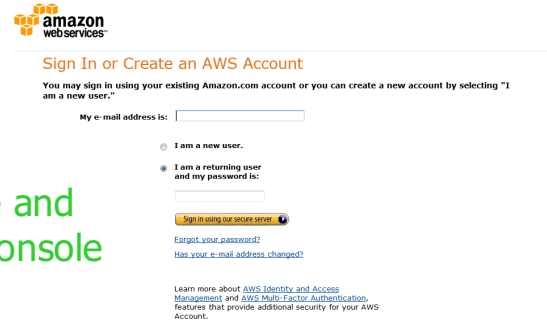 amazon
webservices™
Sign In or Create an AWS Account
You may sign in using your existing Amazon.com account or you can create a new account by selecting "I
am a new user."
My e-mail address is:
I am a new user.
I am a returning user
and my password is:
Sign in using our secure server
Forgot your password?
Has your e-mail address changed?
and
onsole
Learn more about AWS Identity and Access
Management and AWS Multi-Factor Authentication,
features that provide additional security for your AWS
Account.